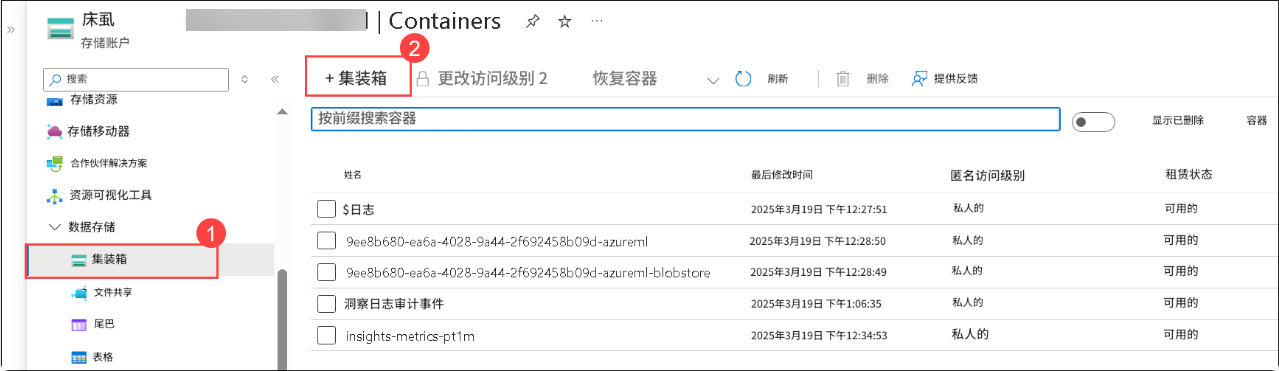 床虱 l | Containers ···
存储账户
2
搜索
+ 集装箱 更改访问级别 2 恢复容器 刷新 删除 提供反馈
存储资源
按前缀搜索容器 显示已删除 容器
存储移动器
合作伙伴解决方案
姓名 最后修改时间 匿名访问级别 租赁状态
资源可视化工具
$日志 2025年3月19日 下午12:27:51 私人的 可用的
数据存储
1
9ee8b680-ea6a-4028-9a44-2f692458b09d-azureml 2025年3月19日 下午12:28:50 私人的 可用的
集装箱
9ee8b680-ea6a-4028-9a44-2f692458b09d-azureml-blobstore 2025年3月19日 下午12:28:49 私人的 可用的
文件共享
洞察日志审计事件 2025年3月19日 下午1:06:35 私人的 可用的
尾巴
insights-metrics-pt1m 2025年3月19日 下午12:34:53 私人的 可用的
表格